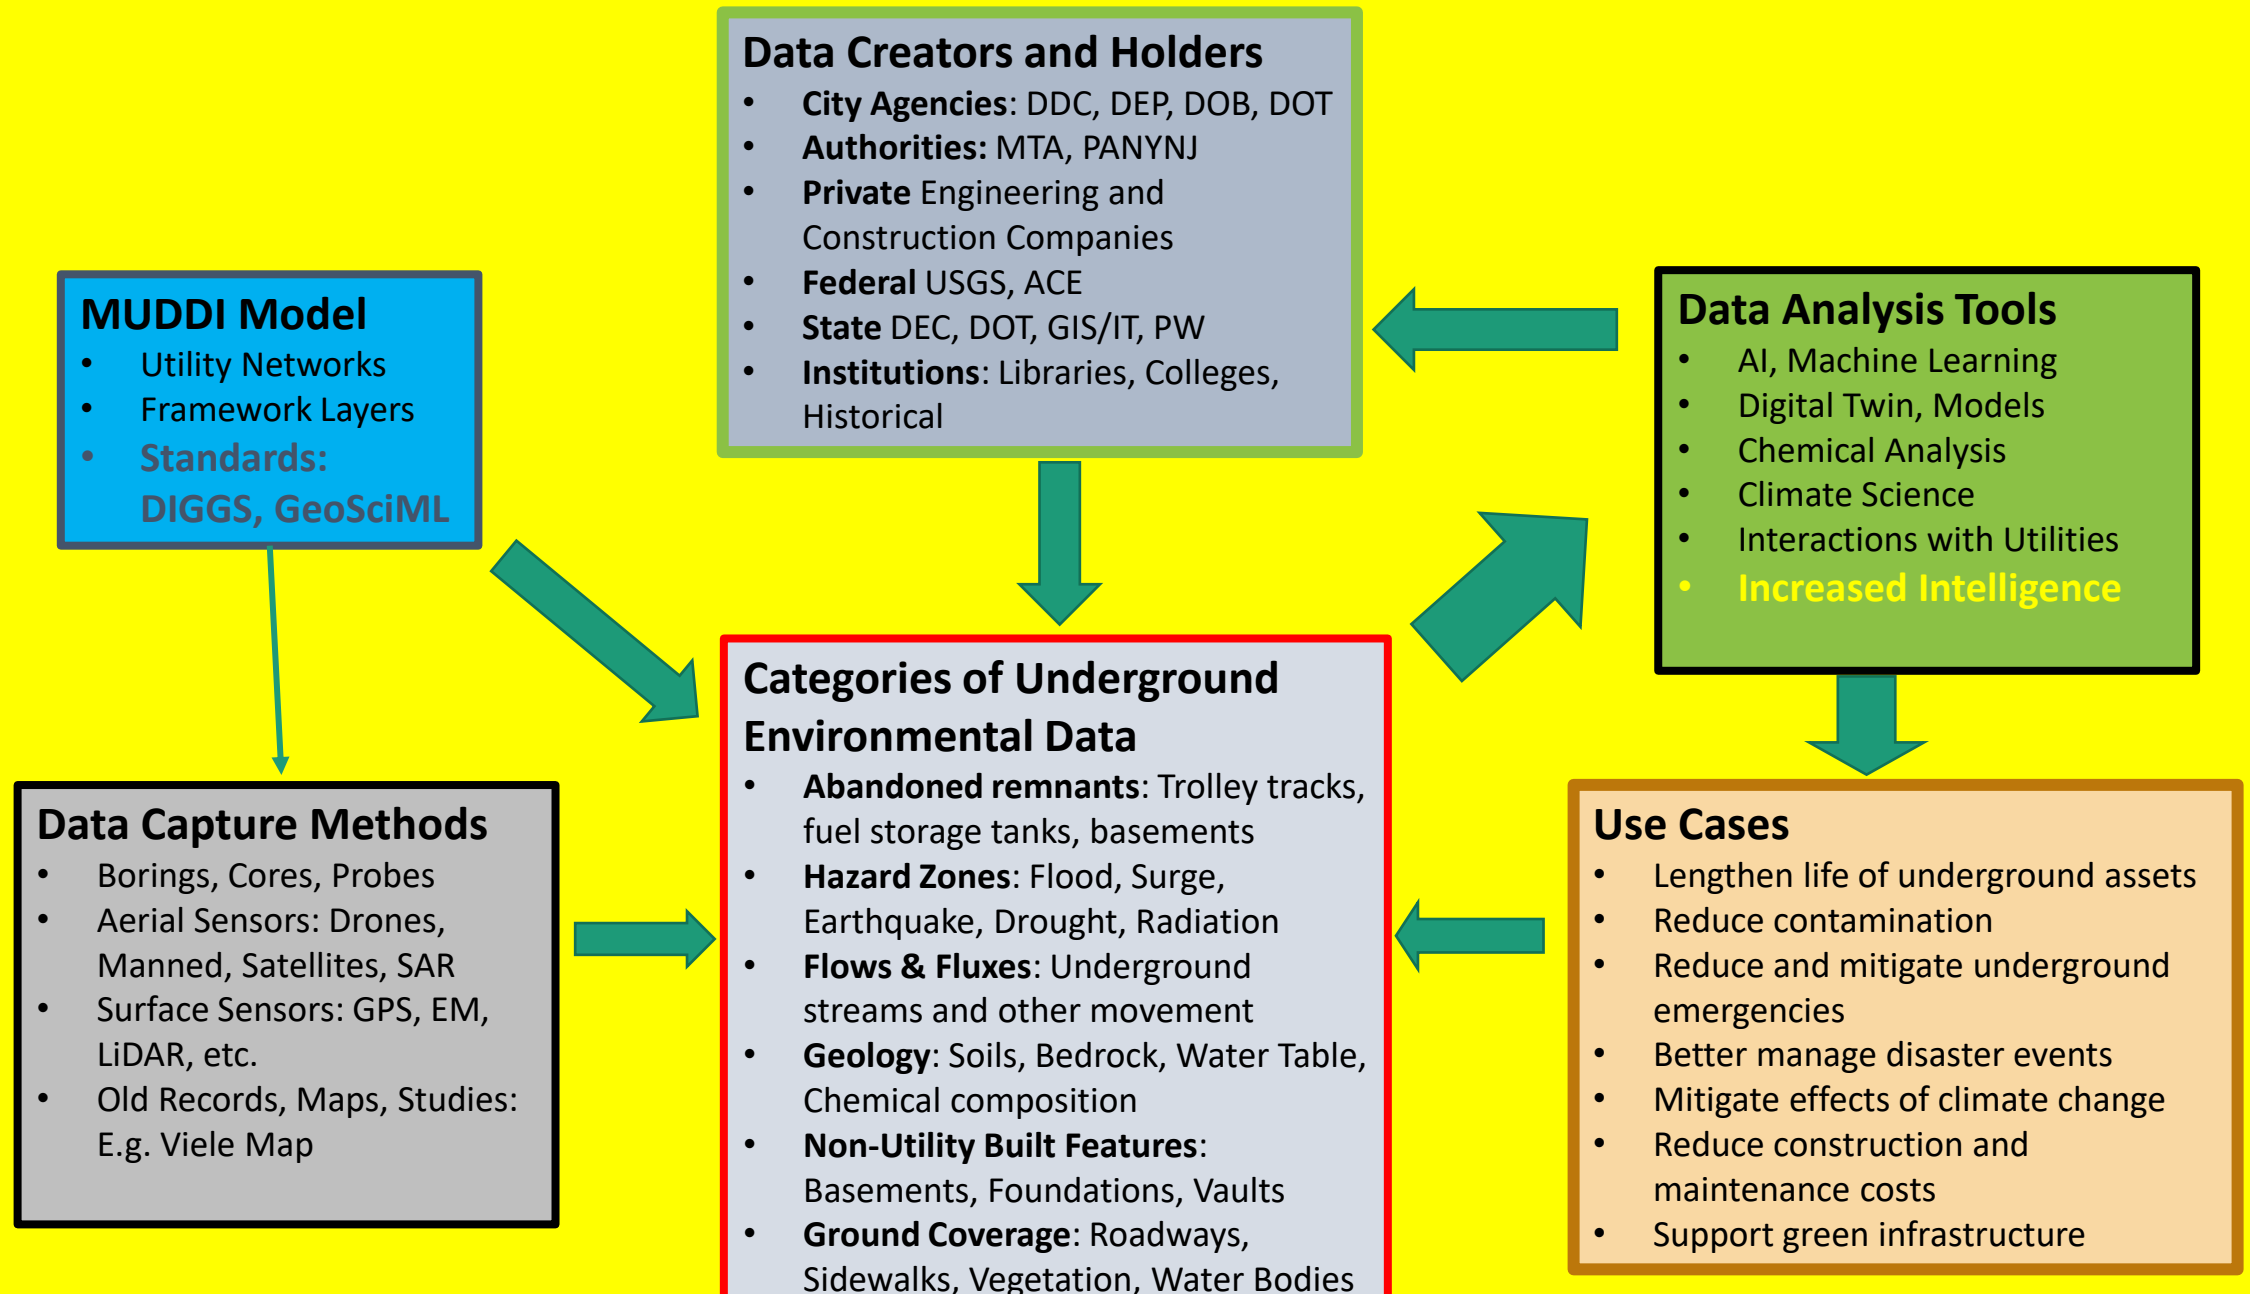 Data Creators and Holders
• City Agencies: DDC, DEP, DOB, DOT
• Authorities: MTA, PANYNJ
• Private Engineering and
Construction Companies
• Federal USGS, ACE
• State DEC, DOT, GIS/IT, PW
• Institutions: Libraries, Colleges,
Historical
MUDDI Model
• Utility Networks
• Framework Layers
• Standards:
DIGGS, GeoSciML
Data Analysis Tools
• AI, Machine Learning
• Digital Twin, Models
• Chemical Analysis
• Climate Science
• Interactions with Utilities
• Increased Intelligence
Categories of Underground
Environmental Data
• Abandoned remnants: Trolley tracks,
fuel storage tanks, basements
• Hazard Zones: Flood, Surge,
Earthquake, Drought, Radiation
• Flows & Fluxes: Underground
streams and other movement
• Geology: Soils, Bedrock, Water Table,
Chemical composition
• Non-Utility Built Features:
Basements, Foundations, Vaults
• Ground Coverage: Roadways,
Sidewalks, Vegetation, Water Bodies
Data Capture Methods
• Borings, Cores, Probes
• Aerial Sensors: Drones,
Manned, Satellites, SAR
• Surface Sensors: GPS, EM,
LiDAR, etc.
• Old Records, Maps, Studies:
E.g. Viele Map
Use Cases
• Lengthen life of underground assets
• Reduce contamination
• Reduce and mitigate underground
emergencies
• Better manage disaster events
• Mitigate effects of climate change
• Reduce construction and
maintenance costs
• Support green infrastructure